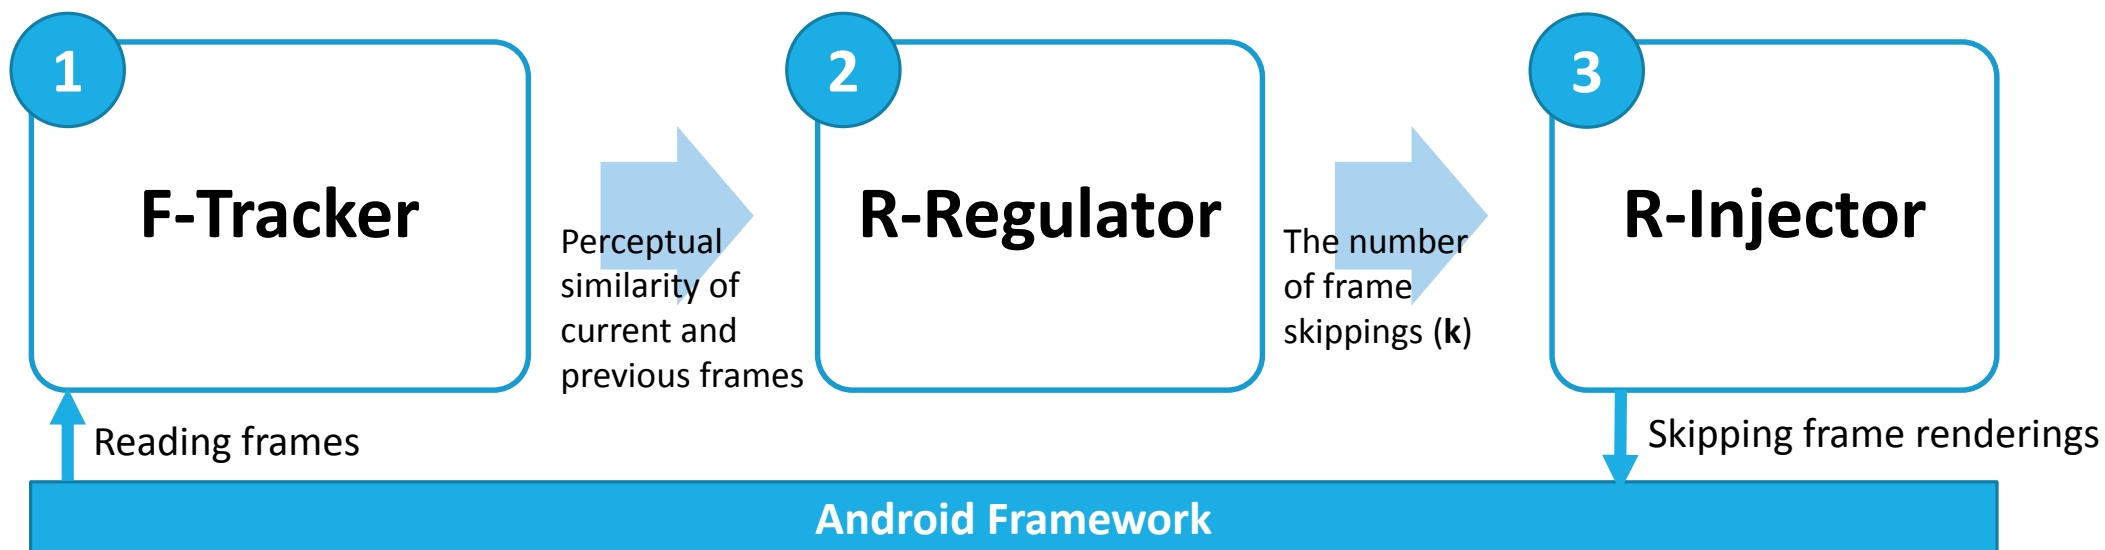 1
F-Tracker
Perceptual
similarity of
current and
previous frames
2
R-Regulator
The number
of frame
skippings (k)
3
R-Injector
Reading frames
Skipping frame renderings
Android Framework